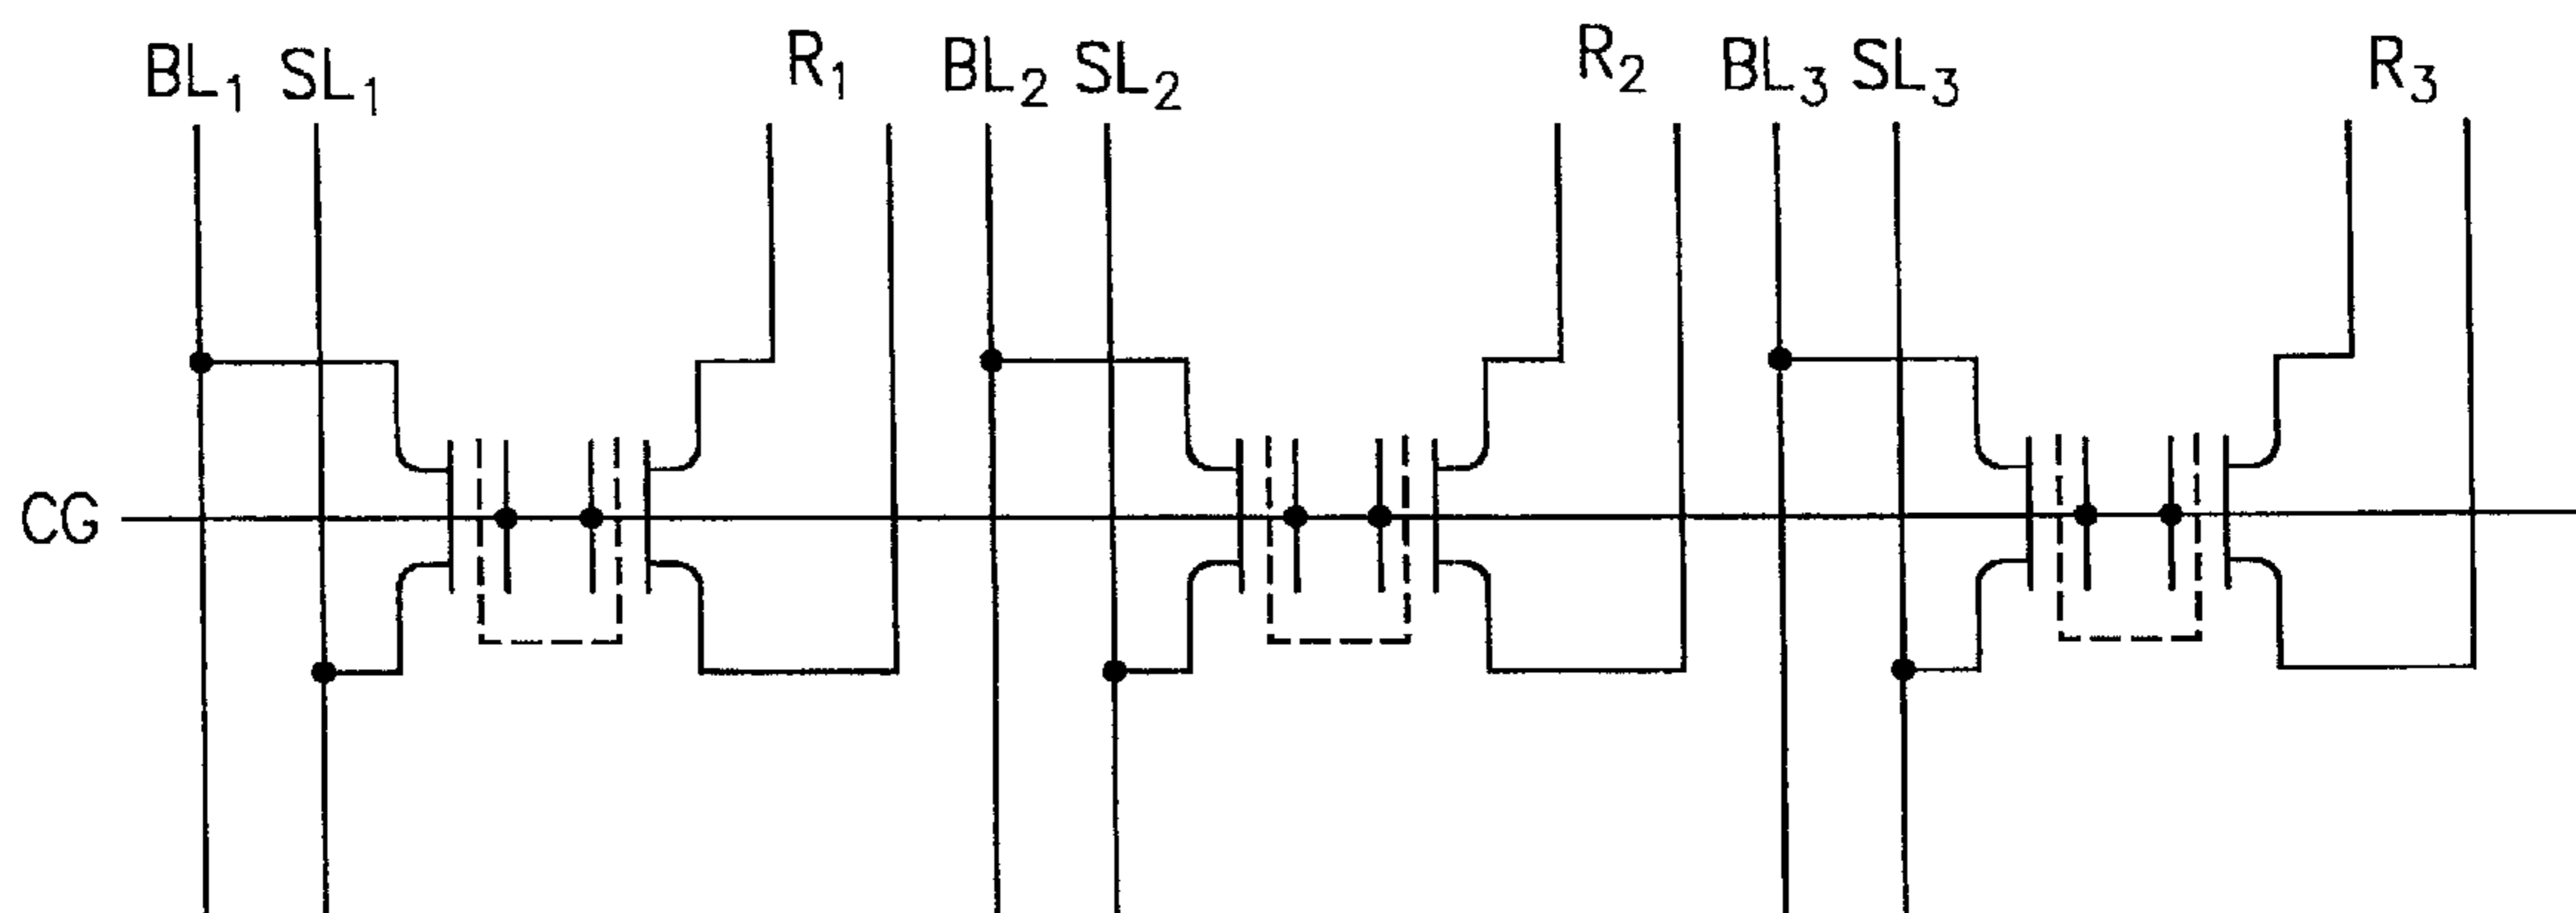 BL₁ SL₁ R₁ BL₂ SL₂ R₂ BL₃ SL₃ R₃
CG